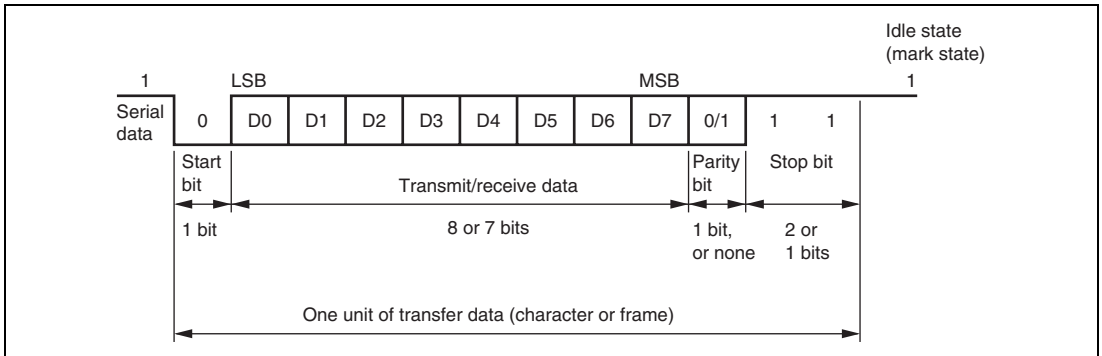 Idle state
(mark state)
1 LSB MSB 1
Serial
data
0 D0 D1 D2 D3 D4 D5 D6 D7 0/1 1 1
Start
bit
Transmit/receive data
Parity
bit
Stop bit
1 bit
8 or 7 bits
1 bit,
or none
2 or
1 bits
One unit of transfer data (character or frame)